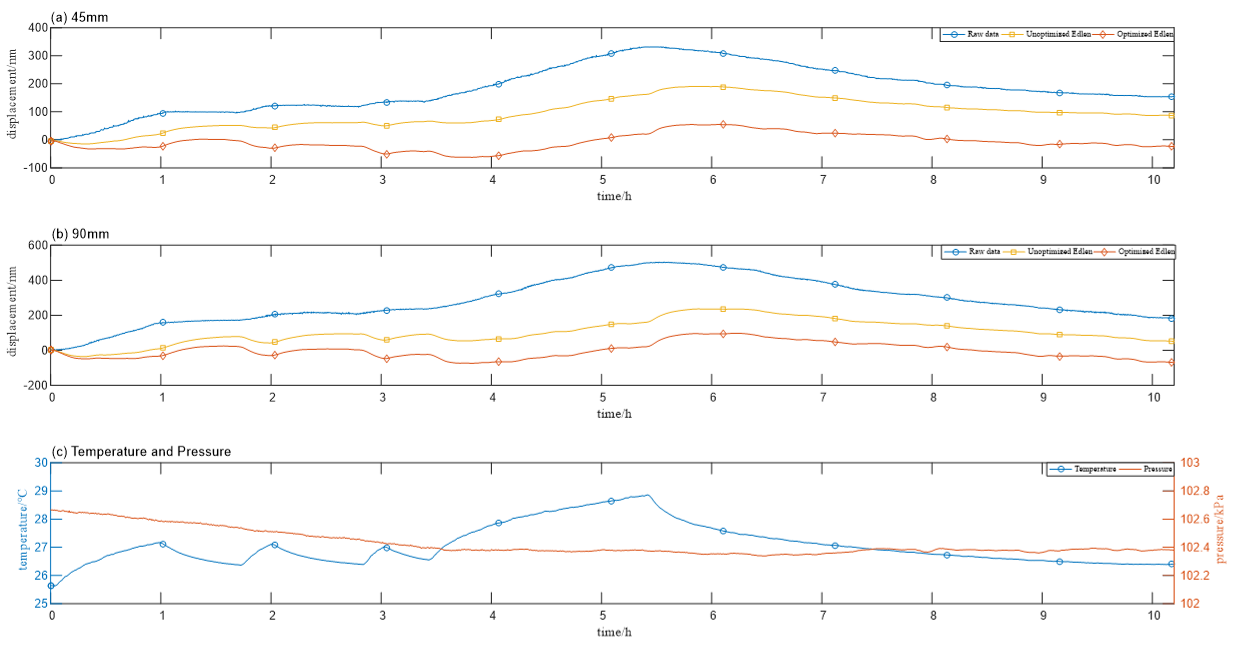 (a) 45mm
400
300
200
100
0
-100
displacement/nm
Raw data Unoptimized Edlen Optimized Edlen
0 1 2 3 4 5 6 7 8 9 10
time/h
(b) 90mm
600
400
200
0
-200
displacement/nm
Raw data Unoptimized Edlen Optimized Edlen
0 1 2 3 4 5 6 7 8 9 10
time/h
(c) Temperature and Pressure
30
29
28
27
26
25
temperature/°C
Temperature Pressure
103
102.8
102.6
102.4
102.2
102
pressure/kPa
0 1 2 3 4 5 6 7 8 9 10
time/h